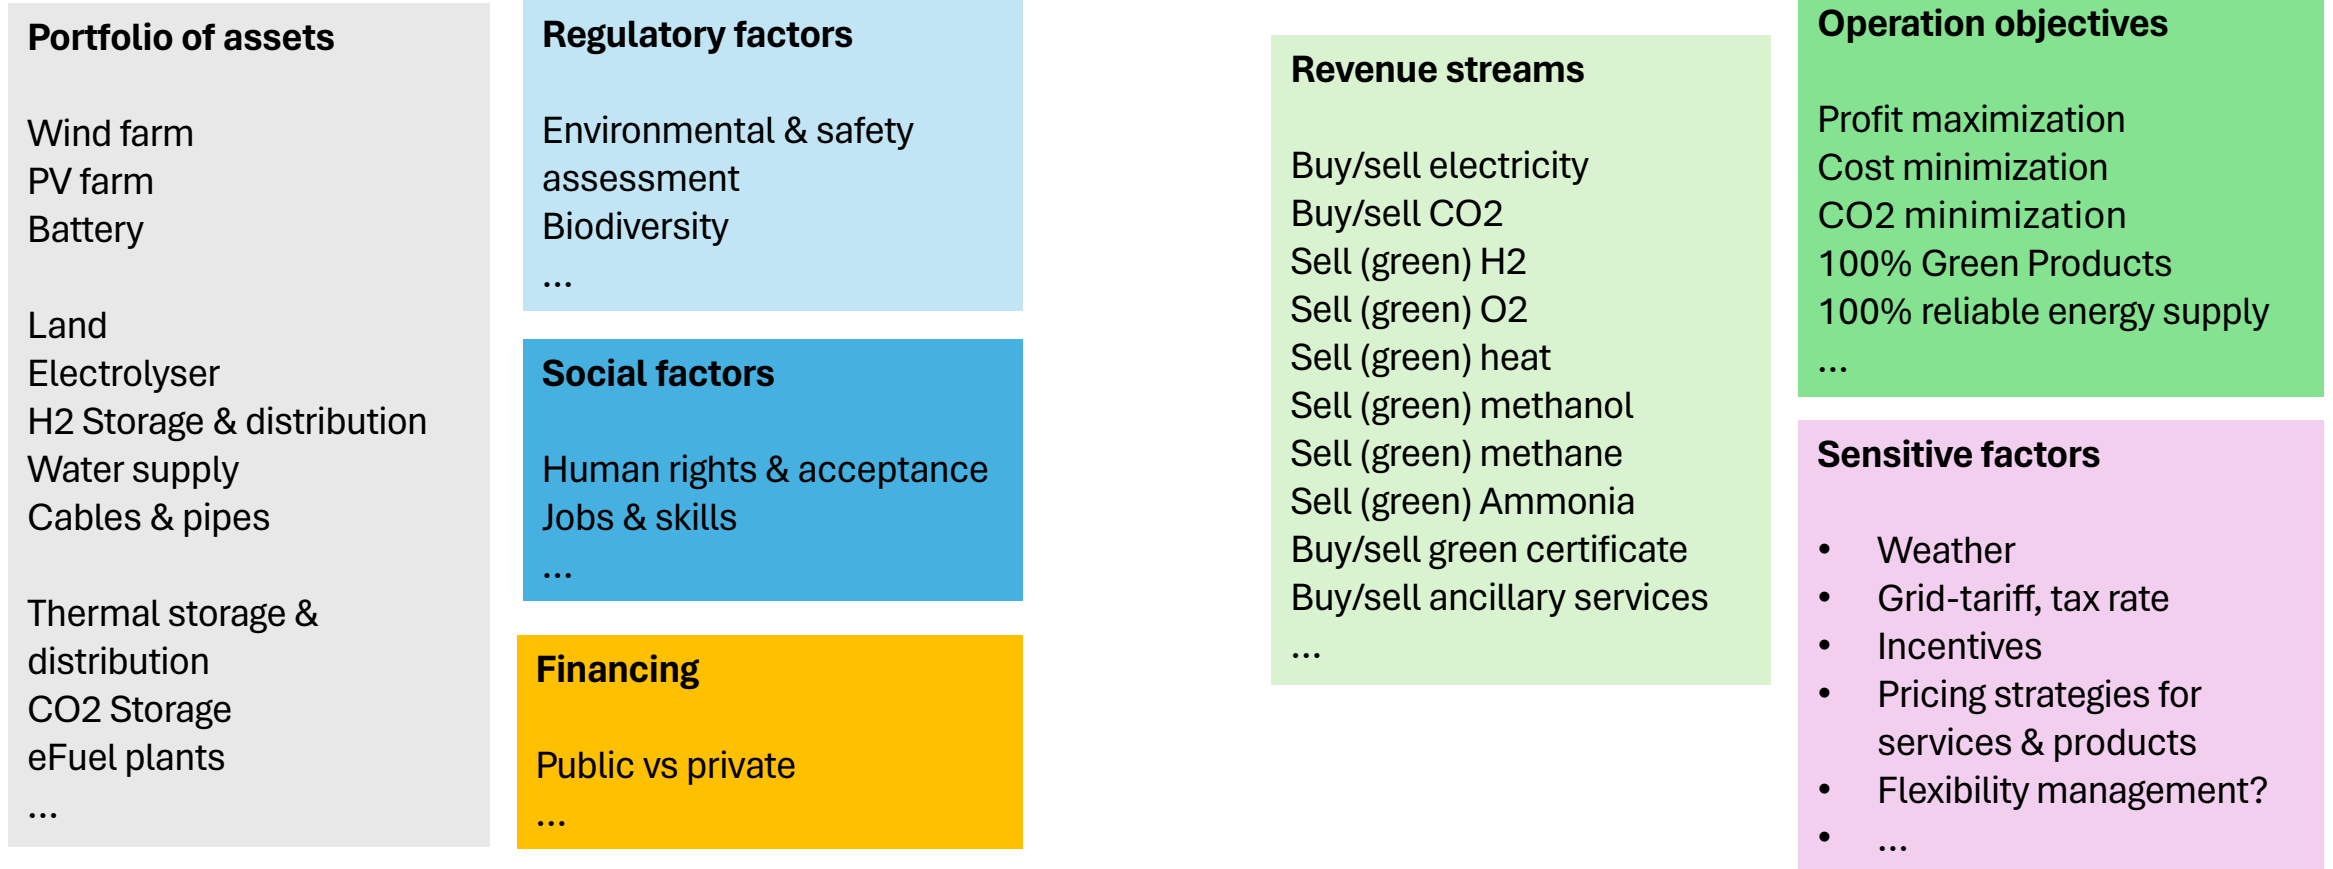 Portfolio of assets
Wind farm
PV farm
Battery
Land
Electrolyser
H2 Storage & distribution
Water supply
Cables & pipes
Thermal storage &
distribution
CO2 Storage
eFuel plants
...
Regulatory factors
Environmental & safety
assessment
Biodiversity
...
Social factors
Human rights & acceptance
Jobs & skills
...
Financing
Public vs private
...
Revenue streams
Buy/sell electricity
Buy/sell CO2
Sell (green) H2
Sell (green) O2
Sell (green) heat
Sell (green) methanol
Sell (green) methane
Sell (green) Ammonia
Buy/sell green certificate
Buy/sell ancillary services
...
Operation objectives
Profit maximization
Cost minimization
CO2 minimization
100% Green Products
100% reliable energy supply
...
Sensitive factors
• Weather
• Grid-tariff, tax rate
• Incentives
• Pricing strategies for
services & products
• Flexibility management?
• ...